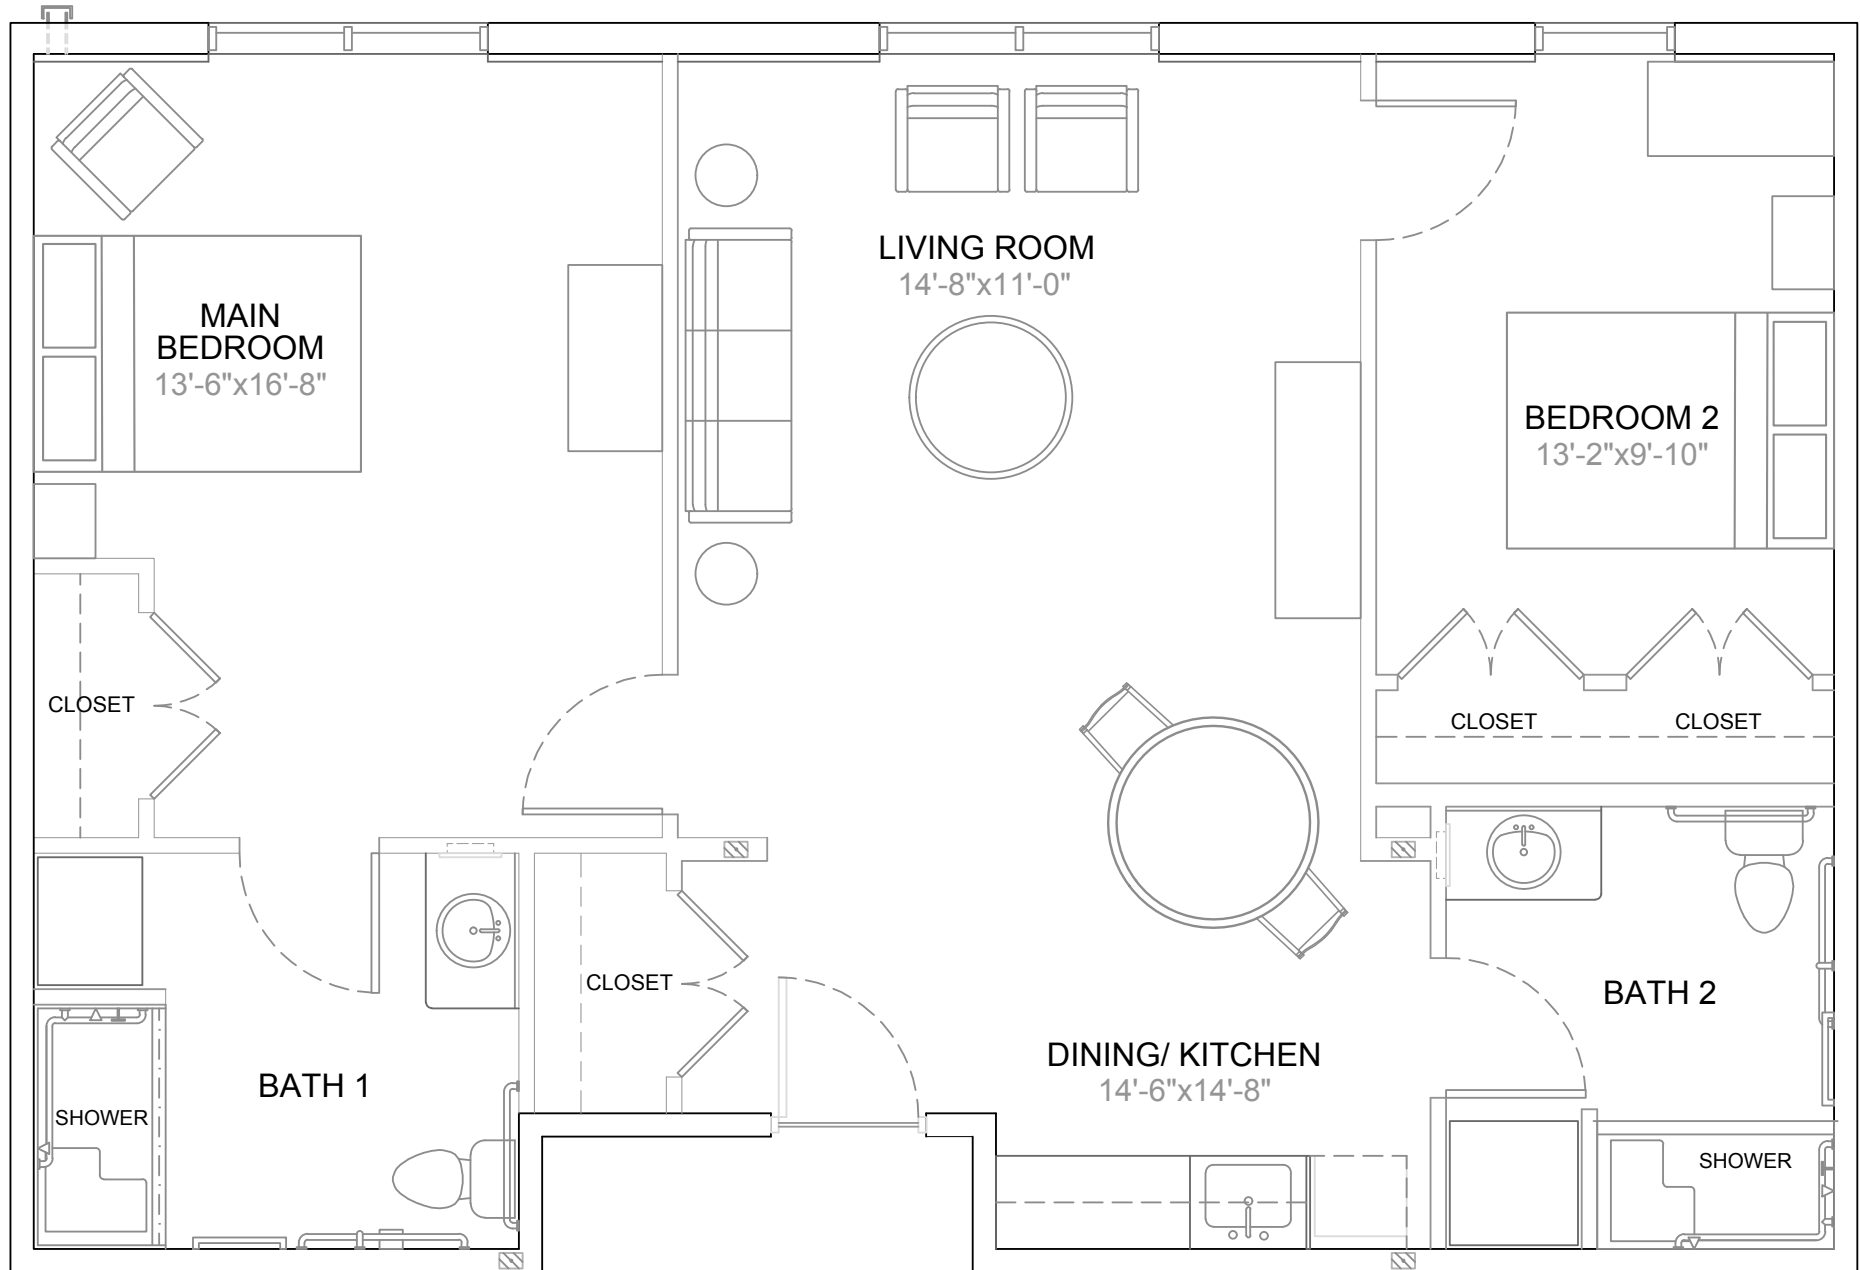 LIVING ROOM
14'-8"x11'-0"
MAIN
BEDROOM
13'-6"x16'-8"
BEDROOM 2
13'-2"x9'-10"
CLOSET
CLOSET
CLOSET
CLOSET
BATH 2
DINING/ KITCHEN
14'-6"x14'-8"
BATH 1
SHOWER
SHOWER